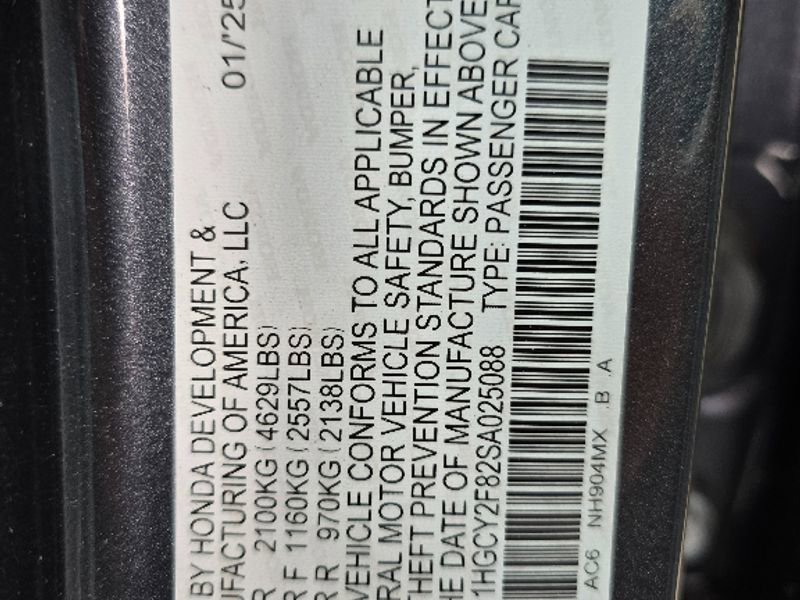 BY HONDA DEVELOPMENT &
UFACTURING OF AMERICA, LLC 01/'25
R 2100KG (4629LBS)
R F 1160KG (2557LBS)
R R 970KG (2138LBS)
VEHICLE CONFORMS TO ALL APPLICABLE
RAL MOTOR VEHICLE SAFETY, BUMPER,
THEFT PREVENTION STANDARDS IN EFFECT
HE DATE OF MANUFACTURE SHOWN ABOVE
1HGCY2F82SA025088 TYPE: PASSENGER CAR
AC6 NH904MX B A